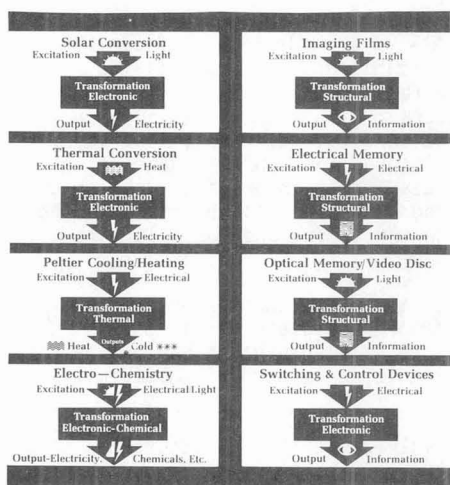 Solar Conversion
Excitation Light
Transformation
Electronic
Output Electricity
Thermal Conversion
Excitation Heat
Transformation
Electronic
Output Electricity
Peltier Cooling/Heating
Excitation Electrical
Transformation
Thermal
Outputs
Heat Cold ***
Electro—Chemistry
Excitation Electrical/Light
Transformation
Electronic-Chemical
Output-Electricity, Chemicals, Etc.
Imaging Films
Excitation Light
Transformation
Structural
Output Information
Electrical Memory
Excitation Electrical
Transformation
Structural
Output Information
Optical Memory/Video Disc
Excitation Light
Transformation
Structural
Output Information
Switching & Control Devices
Excitation Electrical
Transformation
Electronic
Output Information